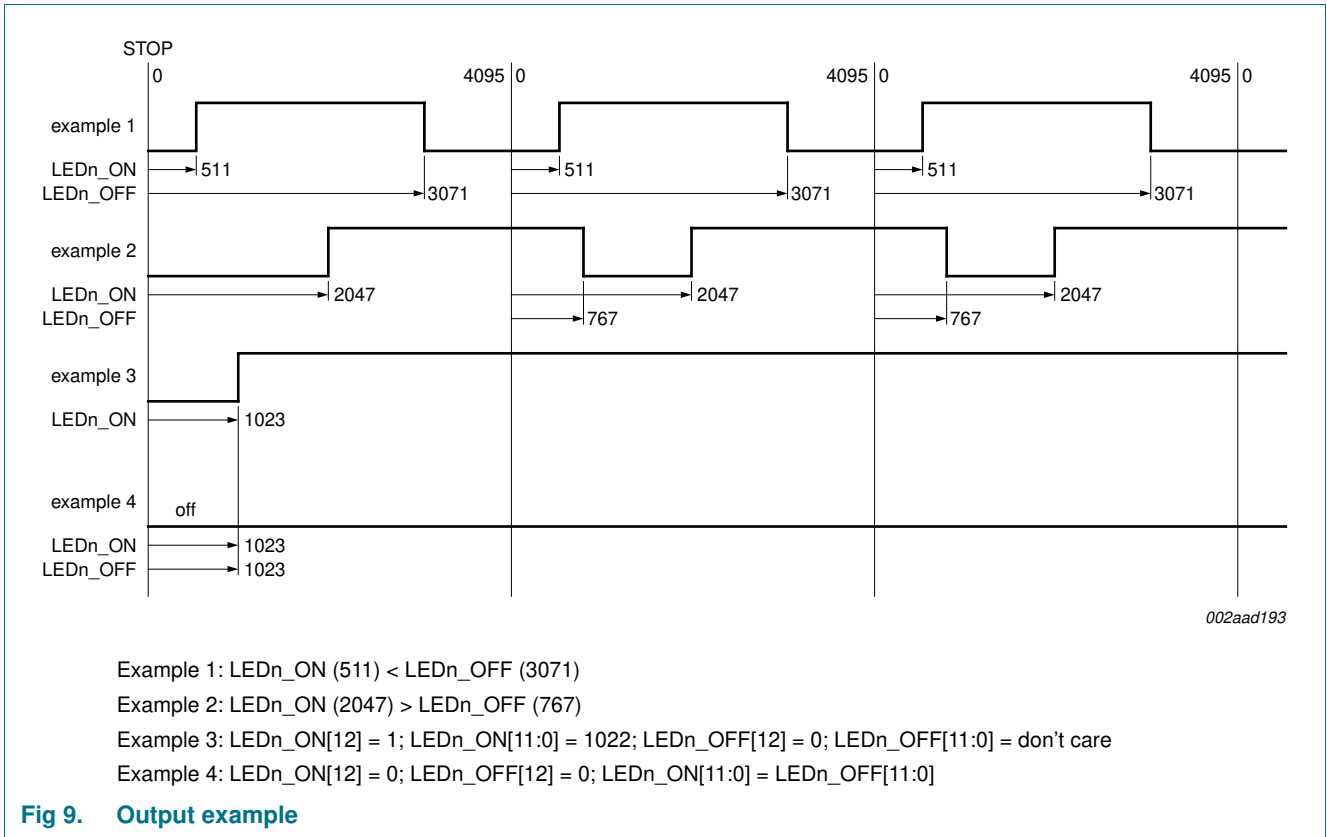 STOP
0 4095 0 4095 0 4095 0
example 1
LEDn_ON 511 511 511
LEDn_OFF 3071 3071 3071
example 2
LEDn_ON 2047 2047 2047
LEDn_OFF 767 767
example 3
LEDn_ON 1023
example 4 off
LEDn_ON 1023
LEDn_OFF 1023
002aad193
Example 1: LEDn_ON (511) < LEDn_OFF (3071)
Example 2: LEDn_ON (2047) > LEDn_OFF (767)
Example 3: LEDn_ON[12] = 1; LEDn_ON[11:0] = 1022; LEDn_OFF[12] = 0; LEDn_OFF[11:0] = don't care
Example 4: LEDn_ON[12] = 0; LEDn_OFF[12] = 0; LEDn_ON[11:0] = LEDn_OFF[11:0]
Fig 9. Output example